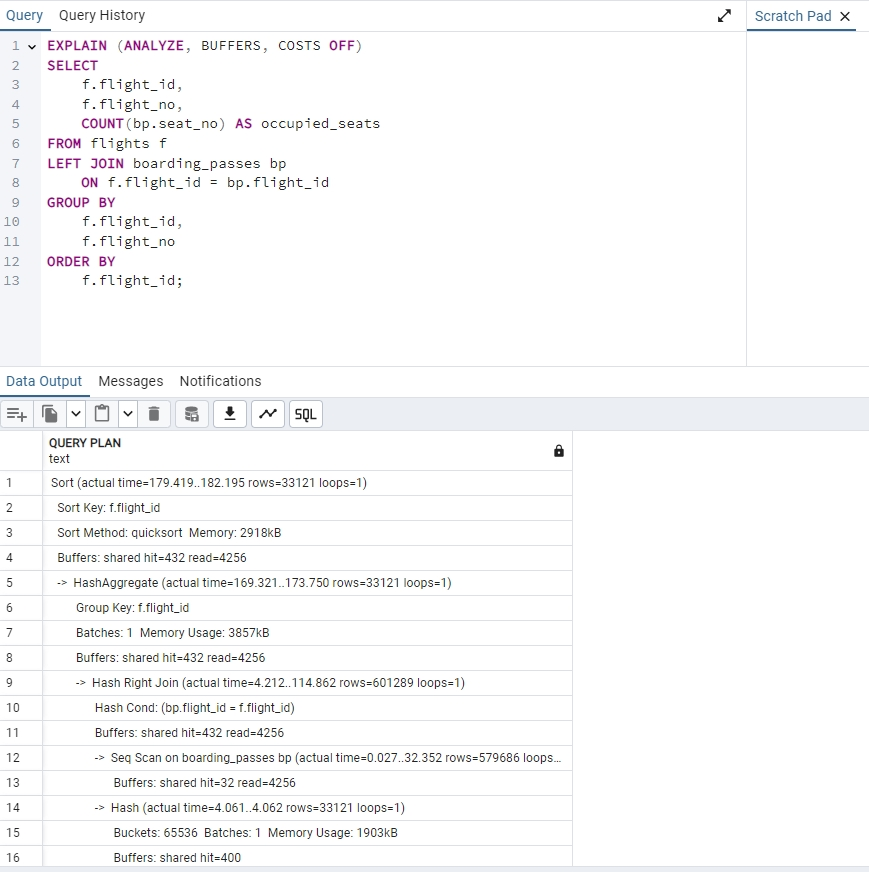 Query Query History Scratch Pad
1 EXPLAIN (ANALYZE, BUFFERS, COSTS OFF)
2 SELECT
3 f.flight_id,
4 f.flight_no,
5 COUNT(bp.seat_no) AS occupied_seats
6 FROM flights f
7 LEFT JOIN boarding_passes bp
8 ON f.flight_id = bp.flight_id
9 GROUP BY
10 f.flight_id,
11 f.flight_no
12 ORDER BY
13 f.flight_id;
Data Output Messages Notifications
SQL
QUERY PLAN
text
1 Sort (actual time=179.419..182.195 rows=33121 loops=1)
2 Sort Key: f.flight_id
3 Sort Method: quicksort Memory: 2918kB
4 Buffers: shared hit=432 read=4256
5 -> HashAggregate (actual time=169.321..173.750 rows=33121 loops=1)
6 Group Key: f.flight_id
7 Batches: 1 Memory Usage: 3857kB
8 Buffers: shared hit=432 read=4256
9 -> Hash Right Join (actual time=4.212..114.862 rows=601289 loops=1)
10 Hash Cond: (bp.flight_id = f.flight_id)
11 Buffers: shared hit=432 read=4256
12 -> Seq Scan on boarding_passes bp (actual time=0.027..32.352 rows=579686 loops...
13 Buffers: shared hit=32 read=4256
14 -> Hash (actual time=4.061..4.062 rows=33121 loops=1)
15 Buckets: 65536 Batches: 1 Memory Usage: 1903kB
16 Buffers: shared hit=400